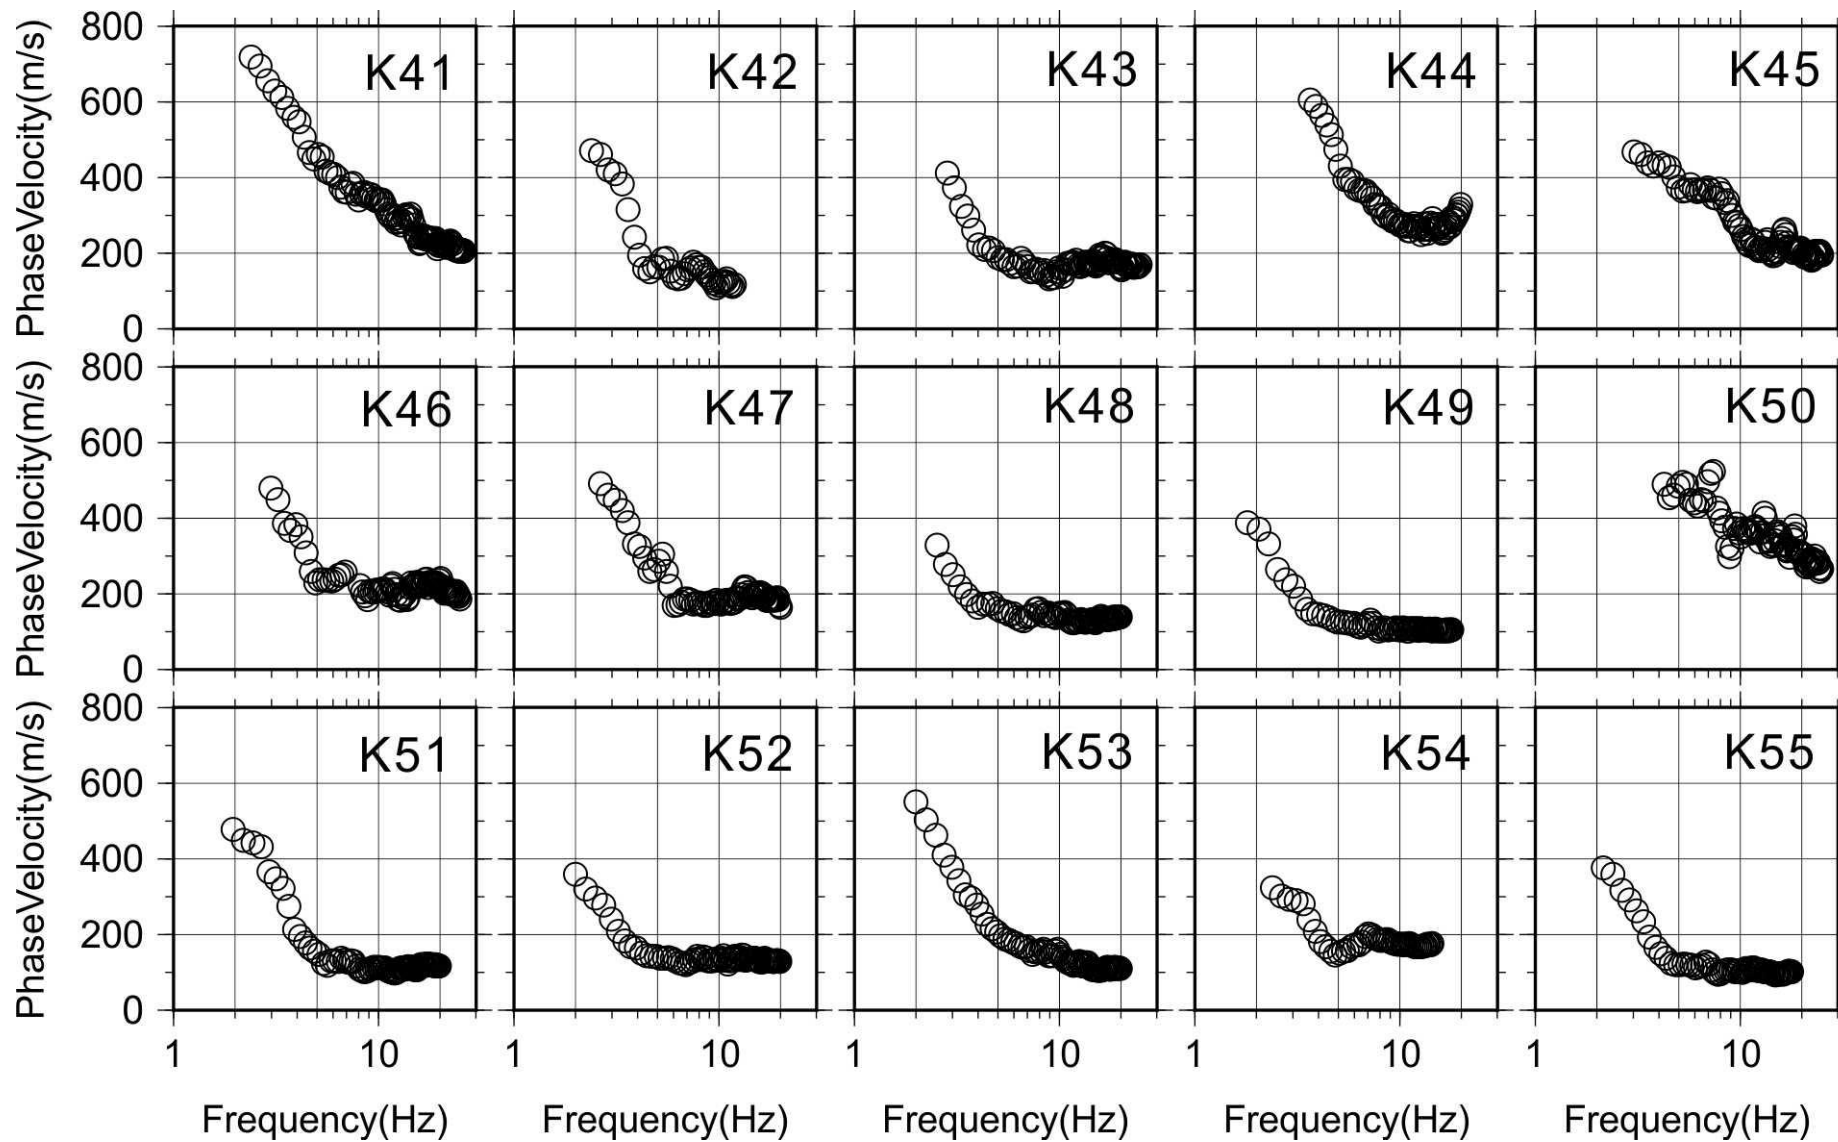 800
600
400
200
0
PhaseVelocity(m/s)
K41
K42
K43
K44
K45
800
600
400
200
0
PhaseVelocity(m/s)
K46
K47
K48
K49
K50
800
600
400
200
0
PhaseVelocity(m/s)
K51
K52
K53
K54
K55
1 10 1 10 1 10 1 10 1 10
Frequency(Hz) Frequency(Hz) Frequency(Hz) Frequency(Hz) Frequency(Hz)